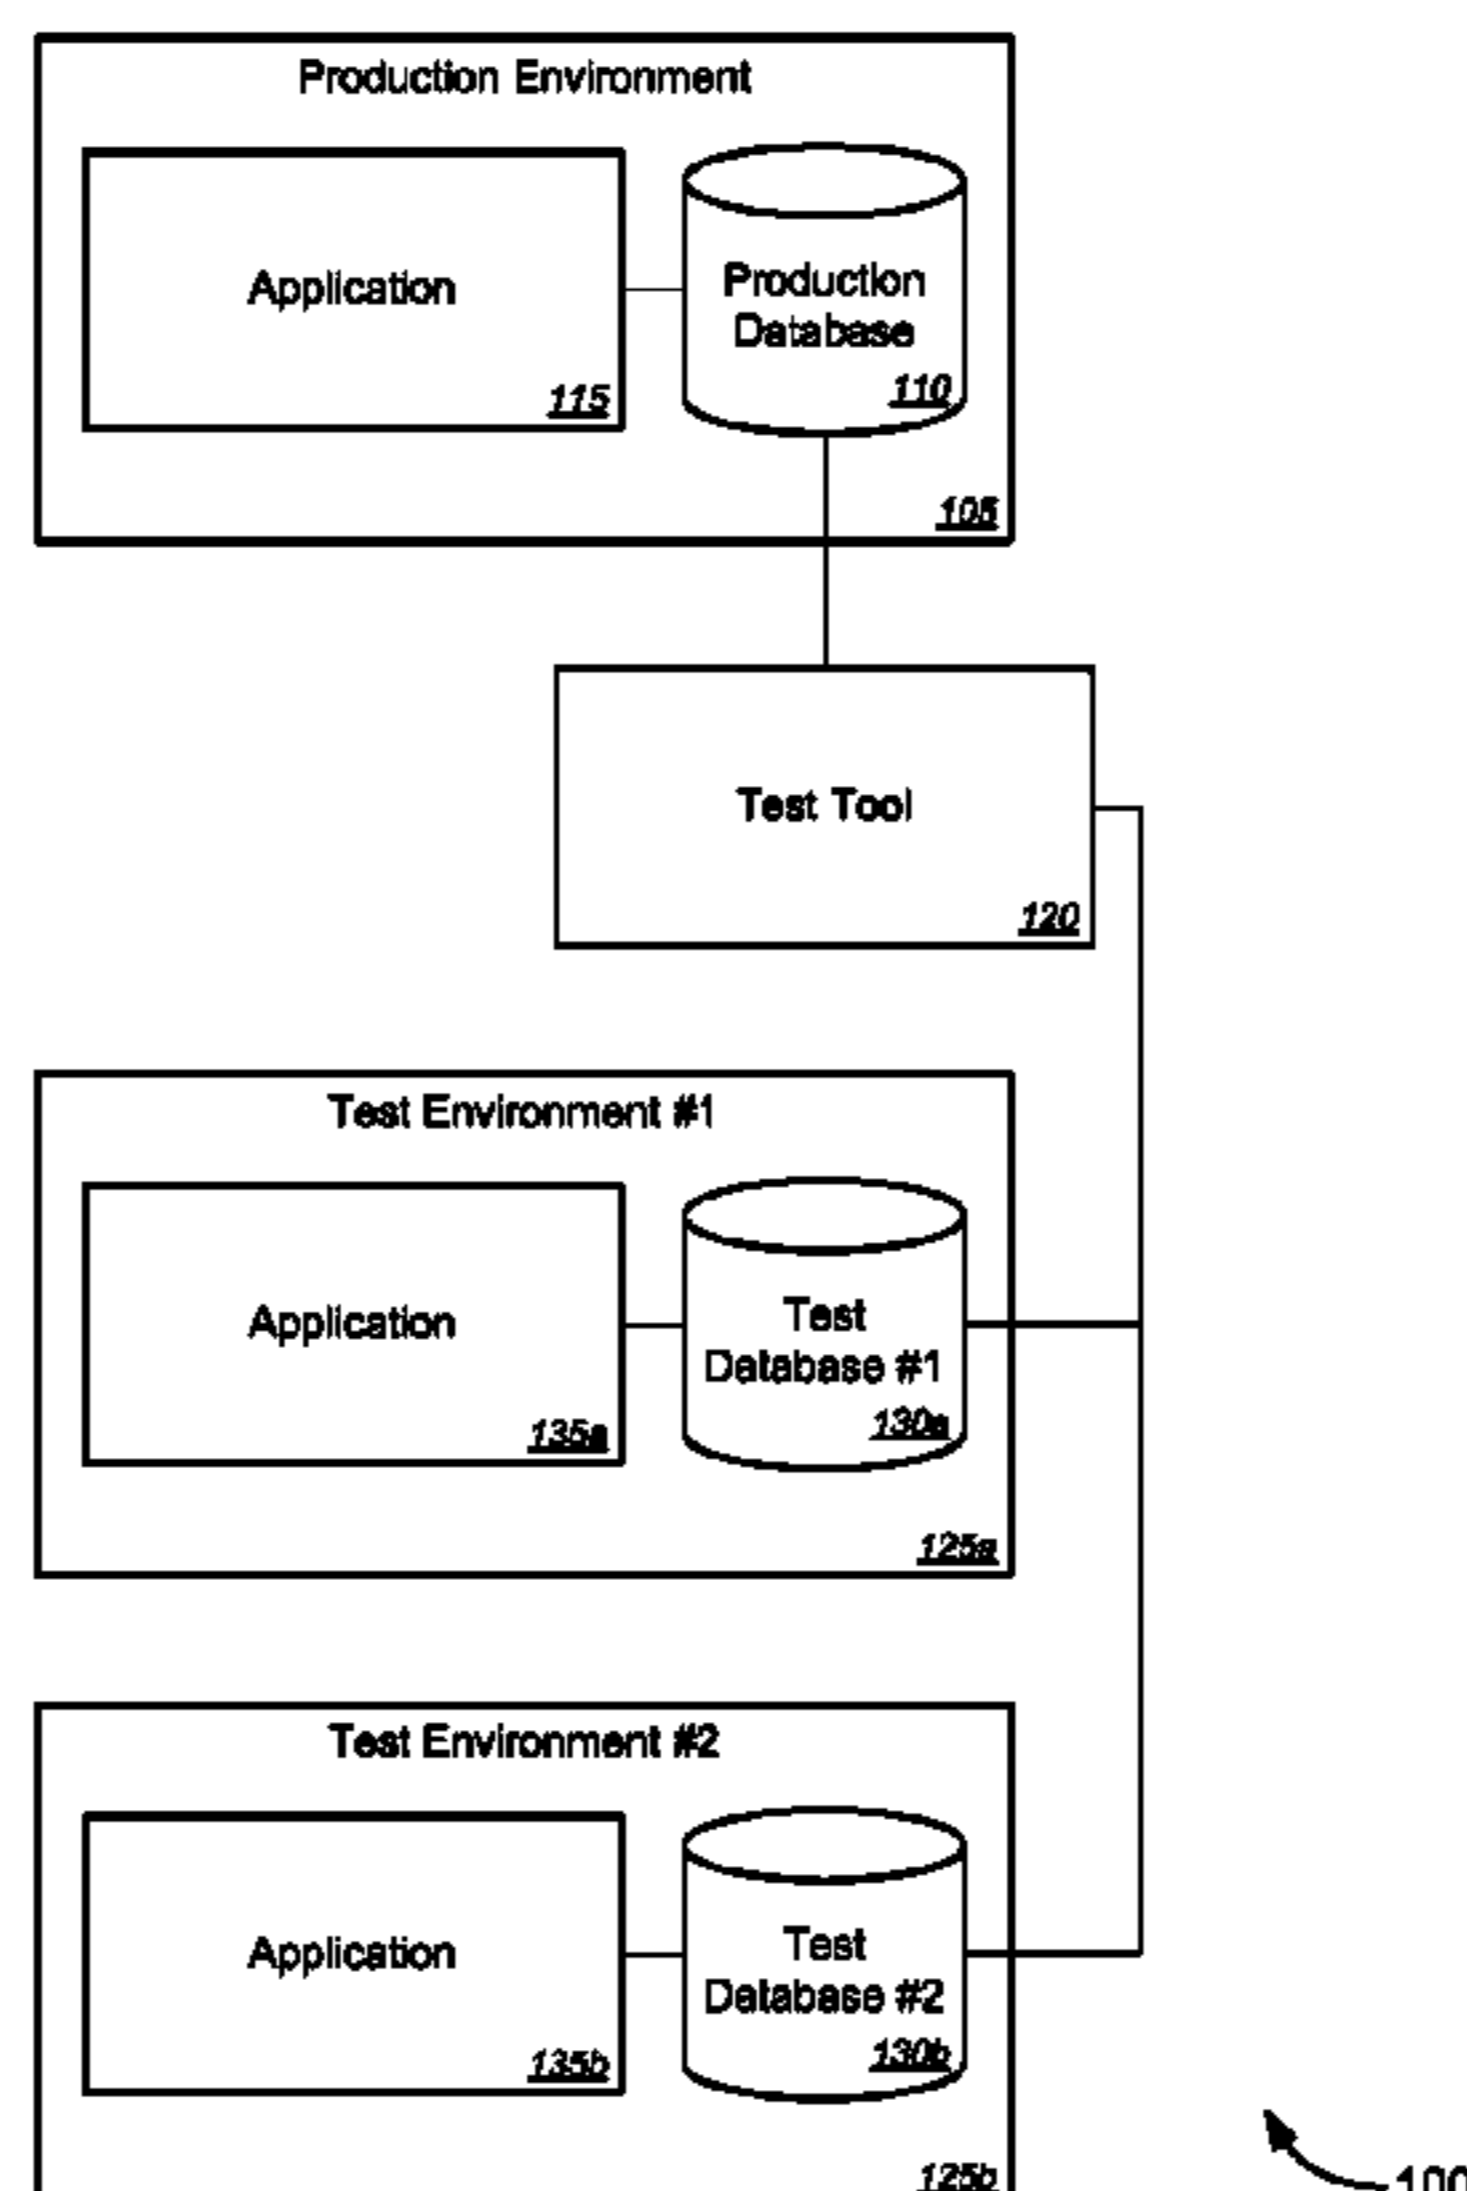 Production Environment
Application
115
Production
Database
110
105
Test Tool
120
Test Environment #1
Application
135a
Test
Database #1
130a
125a
Test Environment #2
Application
135b
Test
Database #2
130b
125b
100